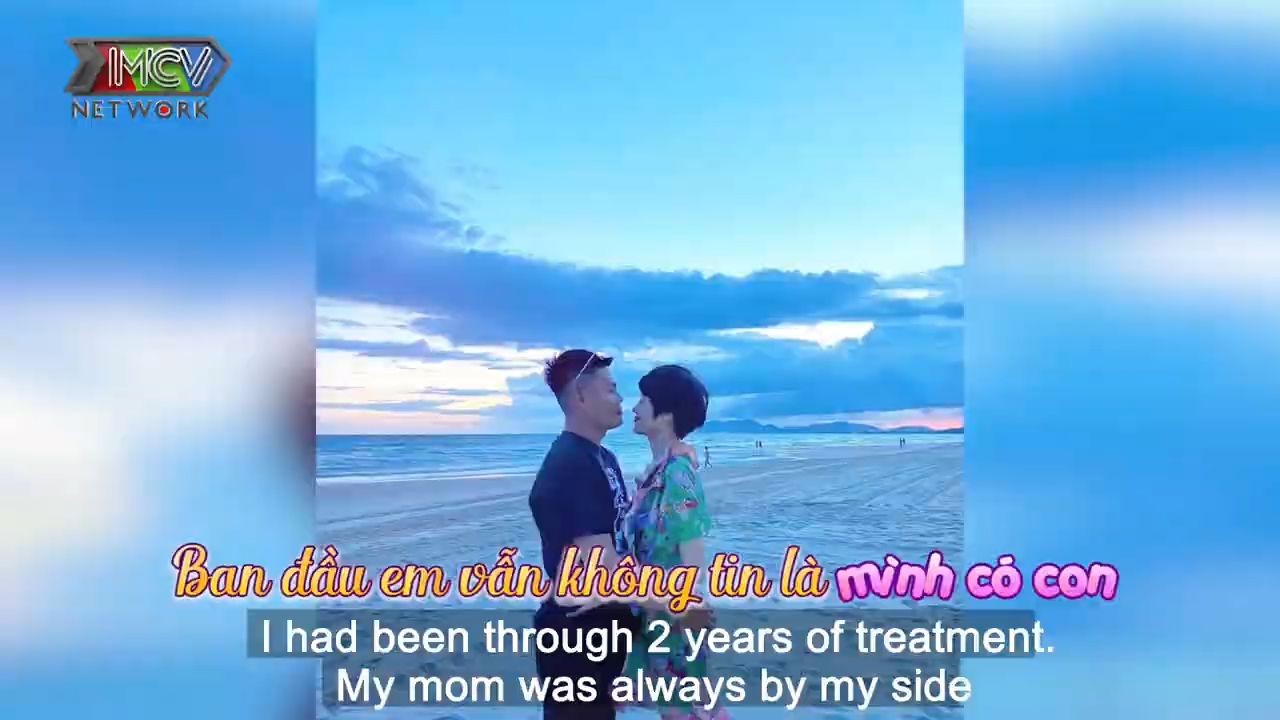 MCV
NETWORK
Ban đầu em vẫn không tin là mình có con
I had been through 2 years of treatment.
My mom was always by my side